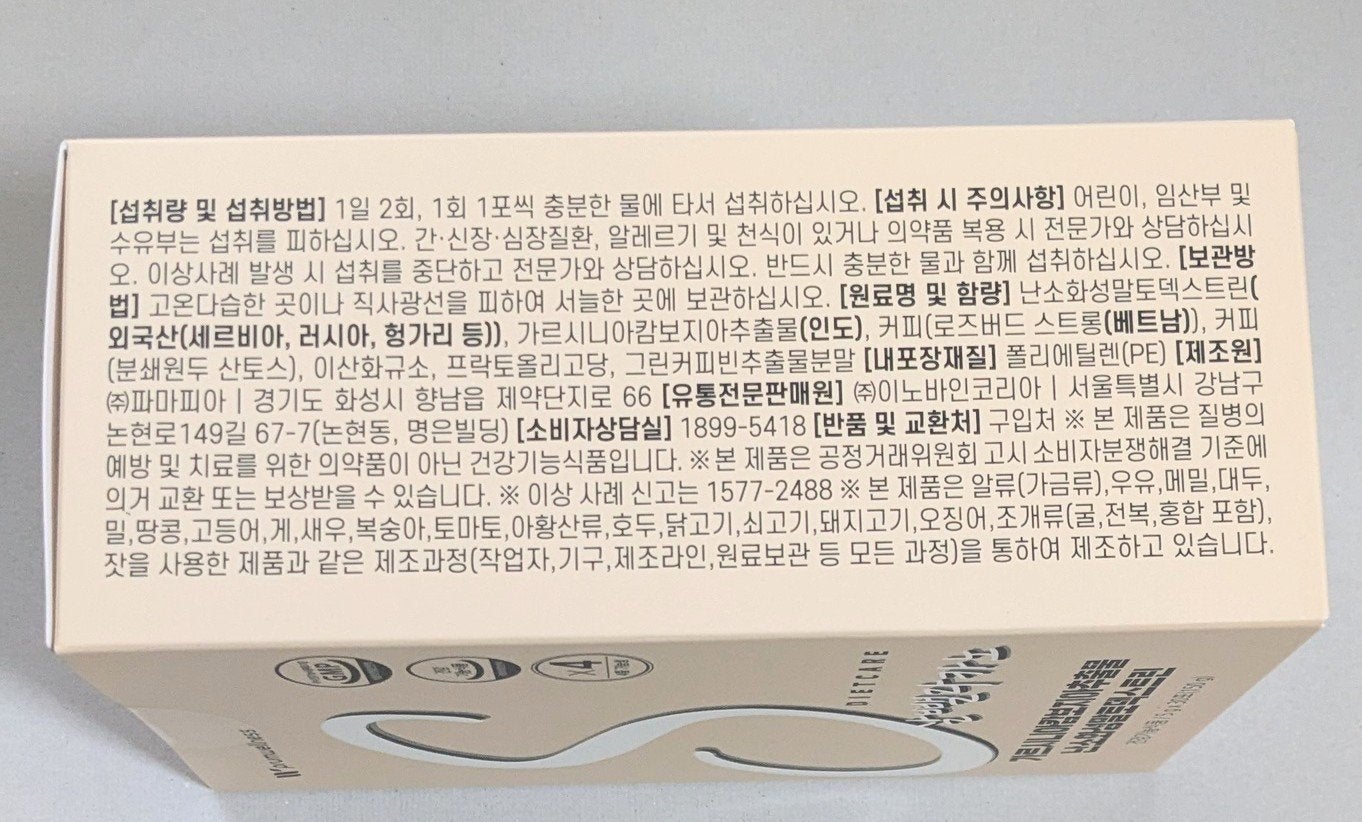 [섭취량 및 섭취방법] 1일 2회, 1회 1포씩 충분한 물에 타서 섭취하십시오. [섭취 시 주의사항] 어린이, 임산부 및
수유부는 섭취를 피하십시오. 간·신장·심장질환, 알레르기 및 천식이 있거나 의약품 복용 시 전문가와 상담하십시
오. 이상사례 발생 시 섭취를 중단하고 전문가와 상담하십시오. 반드시 충분한 물과 함께 섭취하십시오. [보관방
법] 고온다습한 곳이나 직사광선을 피하여 서늘한 곳에 보관하십시오. [원료명 및 함량] 난소화성말토덱스트린(
외국산(세르비아, 러시아, 헝가리 등)), 가르시니아캄보지아추출물(인도), 커피(로즈버드 스트롱(베트남)), 커피
(분쇄원두 산토스), 이산화규소, 프락토올리고당, 그린커피빈추출물분말 [내포장재질] 폴리에틸렌(PE) [제조원]
㈜파마피아 | 경기도 화성시 향남읍 제약단지로 66 [유통전문판매원] ㈜이노바인코리아 | 서울특별시 강남구
논현로149길 67-7(논현동, 명은빌딩) [소비자상담실] 1899-5418 [반품 및 교환처] 구입처 ※ 본 제품은 질병의
예방 및 치료를 위한 의약품이 아닌 건강기능식품입니다. ※ 본 제품은 공정거래위원회 고시 소비자분쟁해결 기준에
의거 교환 또는 보상받을 수 있습니다. ※ 이상 사례 신고는 1577-2488 ※ 본 제품은 알류(가금류),우유,메밀,대두,
밀,땅콩,고등어,게,새우,복숭아,토마토,아황산류,호두,닭고기,쇠고기,돼지고기,오징어,조개류(굴,전복,홍합 포함),
잣을 사용한 제품과 같은 제조과정(작업자,기구,제조라인,원료보관 등 모든 과정)을 통하여 제조하고 있습니다.
GMP
X4
DIETCARE
가르시니아캄보지아추출물
난소화성말토덱스트린